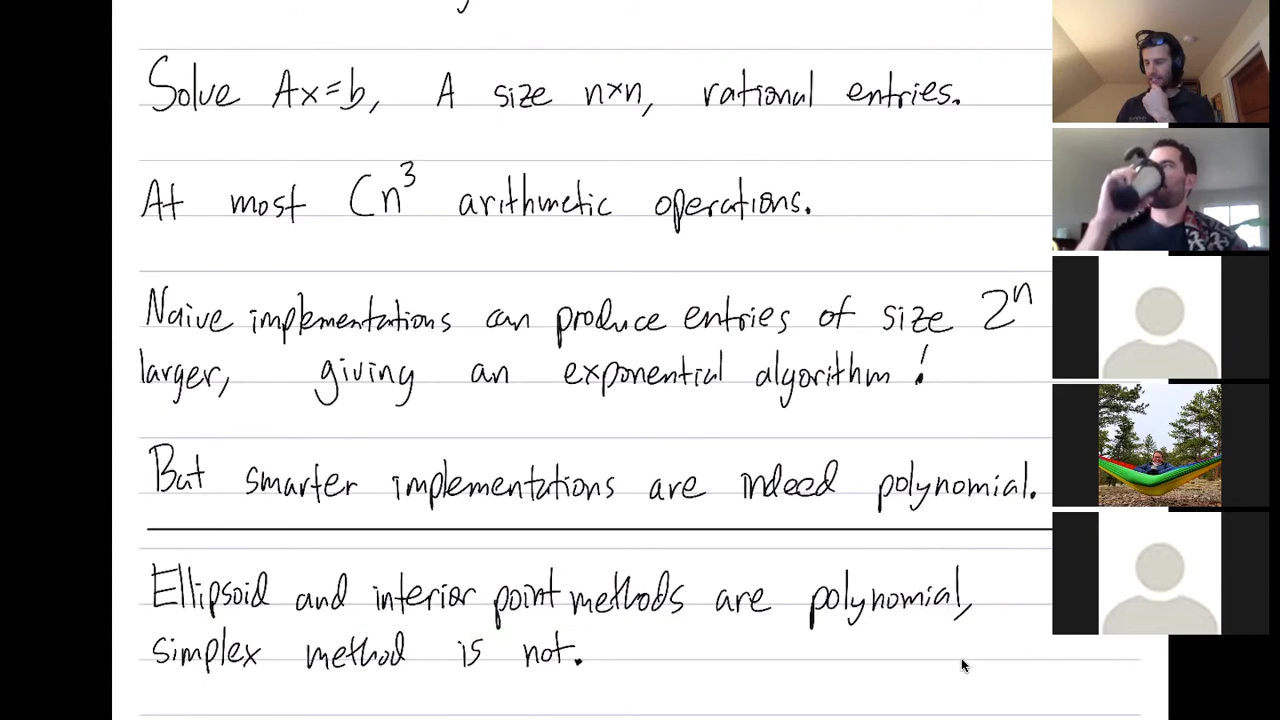 Solve Ax=b, A size n×n, rational entries.
At most Cn³ arithmetic operations.
Naive implementations can produce entries of size 2ⁿ
larger, giving an exponential algorithm!
But smarter implementations are indeed polynomial.
Ellipsoid and interior point methods are polynomial,
simplex method is not.